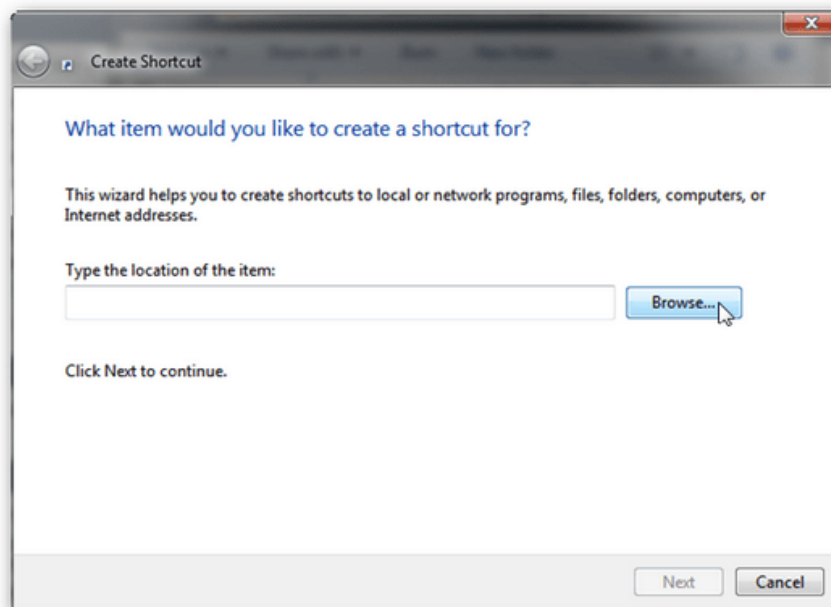 Create Shortcut
What item would you like to create a shortcut for?
This wizard helps you to create shortcuts to local or network programs, files, folders, computers, or
Internet addresses.
Type the location of the item:
Browse...
Click Next to continue.
Next
Cancel